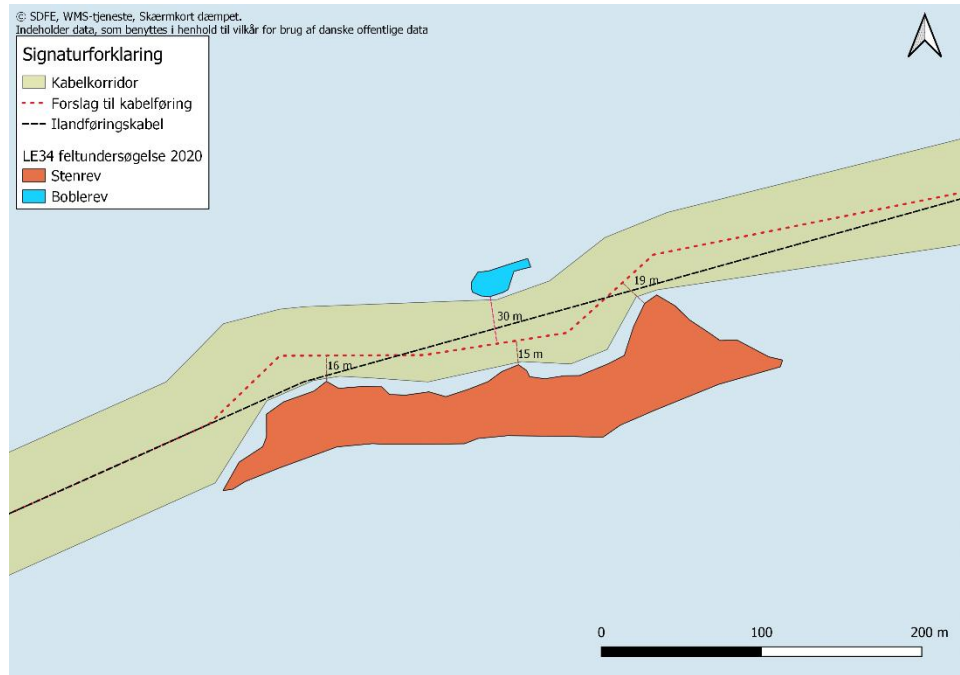 © SDFE, WMS-tjeneste, Skærmkort dæmpet.
Indeholder data, som benyttes i henhold til vilkår for brug af danske offentlige data
Signaturforklaring
Kabelkorridor
Forslag til kabelføring
Ilandføringskabel
LE34 feltundersøgelse 2020
Stenrev
Boblerev
19 m
30 m
15 m
16 m
0 100 200 m